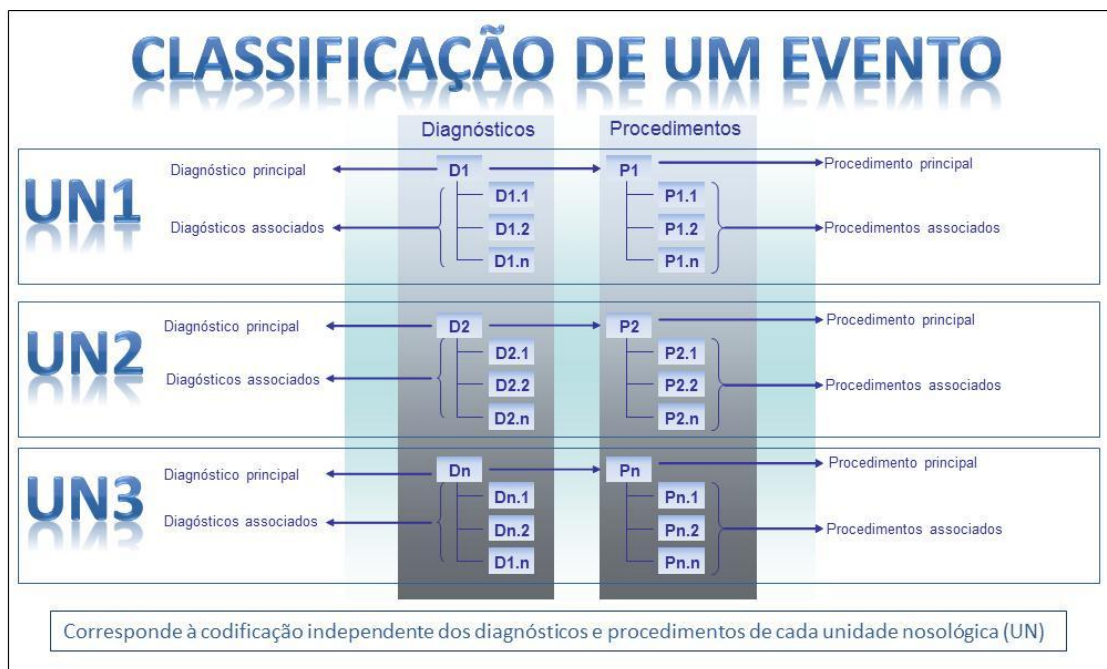 CLASSIFICAÇÃO DE UM EVENTO
Diagnósticos
Procedimentos
UN1
Diagnóstico principal
D1
P1
Procedimento principal
D1.1
P1.1
Diagósticos associados
D1.2
P1.2
Procedimentos associados
D1.n
P1.n
UN2
Diagnóstico principal
D2
P2
Procedimento principal
D2.1
P2.1
Diagósticos associados
D2.2
P2.2
Procedimentos associados
D2.n
P2.n
UN3
Diagnóstico principal
Dn
Pn
Procedimento principal
Dn.1
Pn.1
Diagósticos associados
Dn.2
Pn.2
Procedimentos associados
D1.n
Pn.n
Corresponde à codificação independente dos diagnósticos e procedimentos de cada unidade nosológica (UN)